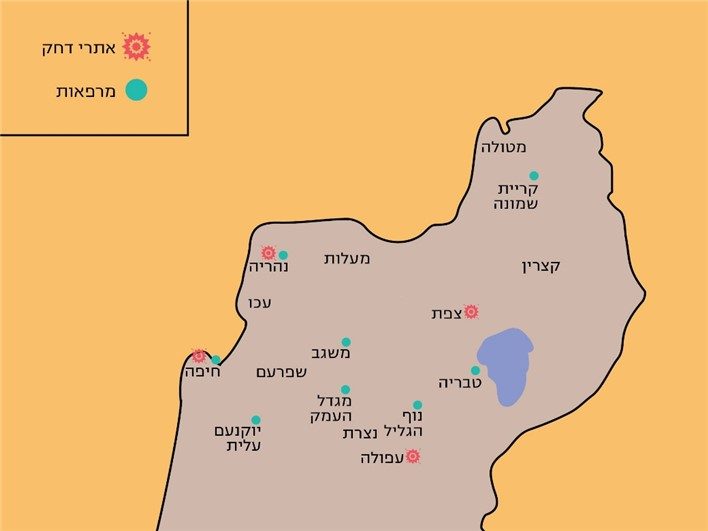 אתרי דחק
מרפאות
מטולה
קריית
שמונה
נהריה
מעלות
קצרין
עכו
צפת
משגב
חיפה
שפרעם
טבריה
מגדל
העמק
נוף
הגליל
נצרת
יוקנעם
עלית
עפולה